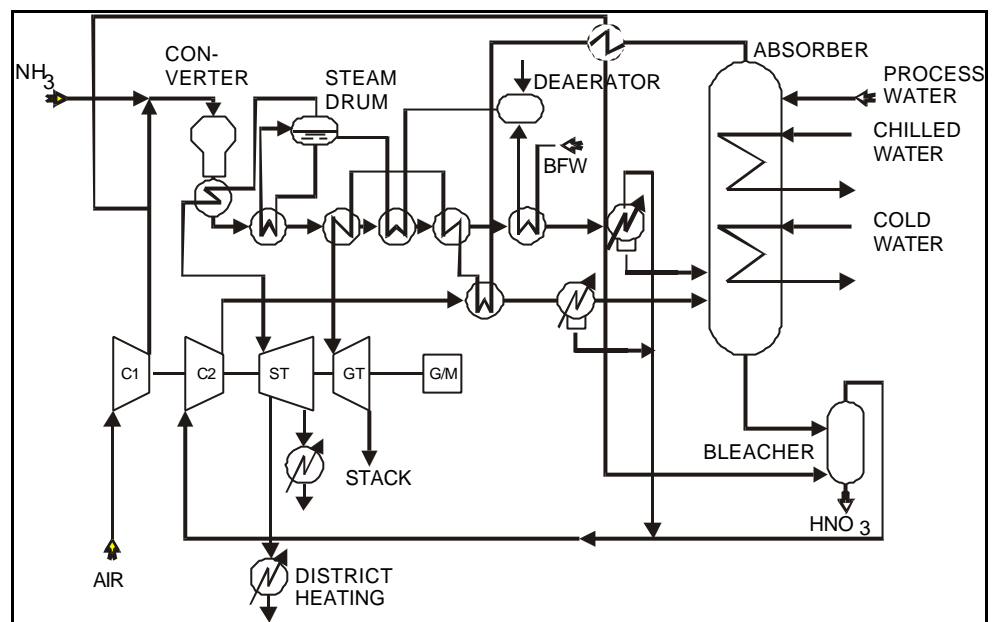 NH3
CON-
VERTER
STEAM
DRUM
DEAERATOR
BFW
ABSORBER
PROCESS
WATER
CHILLED
WATER
COLD
WATER
C1
C2
ST
GT
G/M
STACK
BLEACHER
HNO 3
AIR
DISTRICT
HEATING